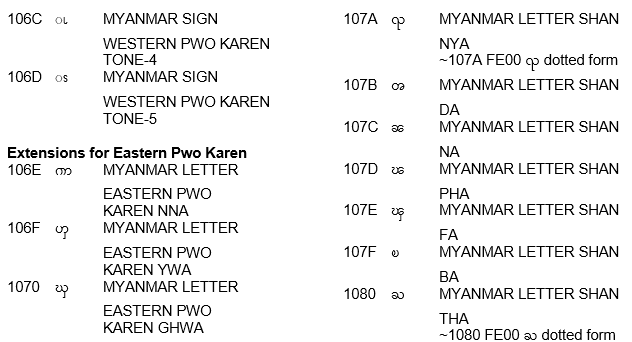 106C ၬ MYANMAR SIGN
WESTERN PWO KAREN
TONE-4
106D ၭ MYANMAR SIGN
WESTERN PWO KAREN
TONE-5
Extensions for Eastern Pwo Karen
106E ၮ MYANMAR LETTER
EASTERN PWO
KAREN NNA
106F ၯ MYANMAR LETTER
EASTERN PWO
KAREN YWA
1070 ၰ MYANMAR LETTER
EASTERN PWO
KAREN GHWA
107A ၺ MYANMAR LETTER SHAN
NYA
~107A FE00 ၺ dotted form
107B ၻ MYANMAR LETTER SHAN
DA
107C ၼ MYANMAR LETTER SHAN
NA
107D ၽ MYANMAR LETTER SHAN
PHA
107E ၾ MYANMAR LETTER SHAN
FA
107F ၿ MYANMAR LETTER SHAN
BA
1080 ႀ MYANMAR LETTER SHAN
THA
~1080 FE00 ႀ dotted form